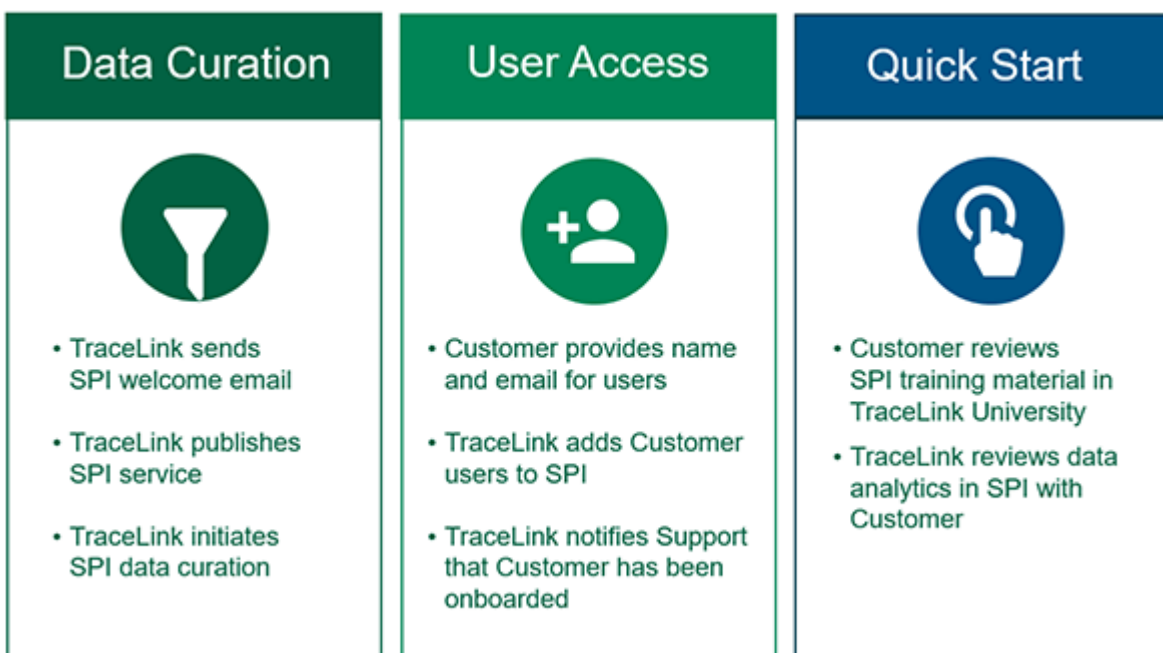 Data Curation
• TraceLink sends
SPI welcome email
• TraceLink publishes
SPI service
• TraceLink initiates
SPI data curation
User Access
• Customer provides name
and email for users
• TraceLink adds Customer
users to SPI
• TraceLink notifies Support
that Customer has been
onboarded
Quick Start
• Customer reviews
SPI training material in
TraceLink University
• TraceLink reviews data
analytics in SPI with
Customer